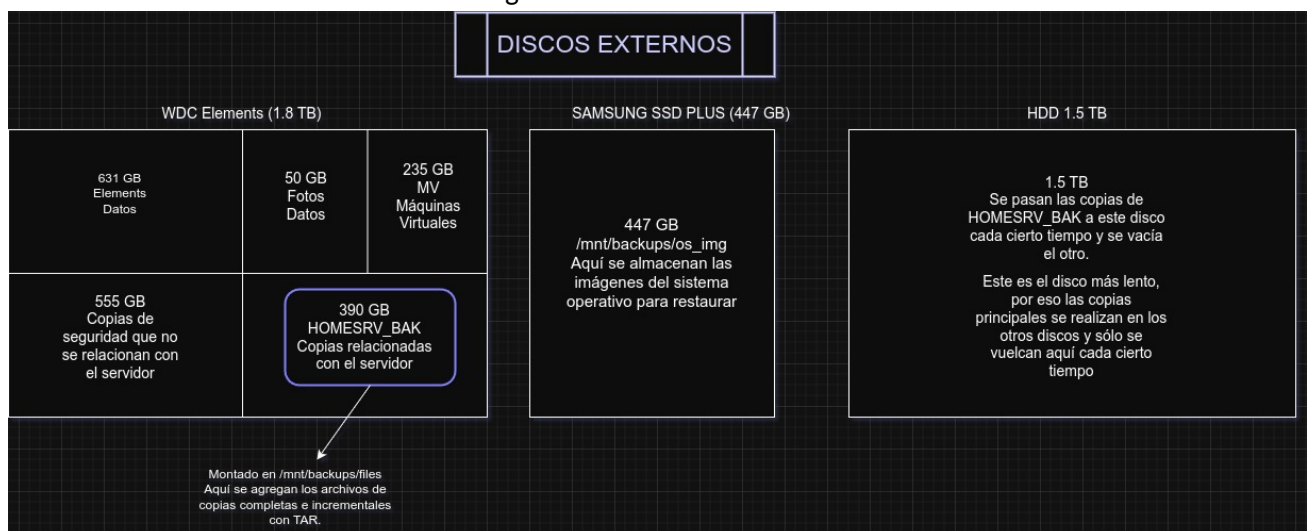 DISCOS EXTERNOS
WDC Elements (1.8 TB)
631 GB
Elements
Datos
50 GB
Fotos
Datos
235 GB
MV
Máquinas
Virtuales
555 GB
Copias de
seguridad que no
se relacionan con
el servidor
390 GB
HOMESRV_BAK
Copias relacionadas
con el servidor
Montado en /mnt/backups/files
Aquí se agregan los archivos de
copias completas e incrementales
con TAR.
SAMSUNG SSD PLUS (447 GB)
447 GB
/mnt/backups/os_img
Aquí se almacenan las
imágenes del sistema
operativo para restaurar
HDD 1.5 TB
1.5 TB
Se pasan las copias de
HOMESRV_BAK a este disco
cada cierto tiempo y se vacía
el otro.
Este es el disco más lento,
por eso las copias
principales se realizan en los
otros discos y sólo se
vuelcan aquí cada cierto
tiempo